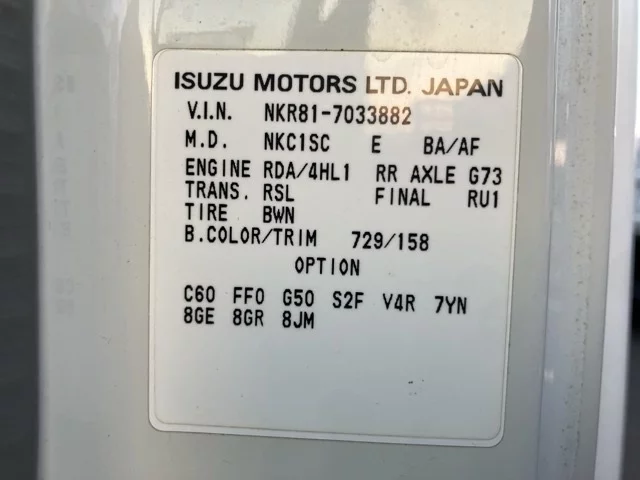 ISUZU MOTORS LTD. JAPAN
V.I.N. NKR81-7033882
M.D. NKC1SC E BA/AF
ENGINE RDA/4HL1 RR AXLE G73
TRANS. RSL FINAL RU1
TIRE BWN
B.COLOR/TRIM 729/158
OPTION
C60 FF0 G50 S2F V4R 7YN
8GE 8GR 8JM